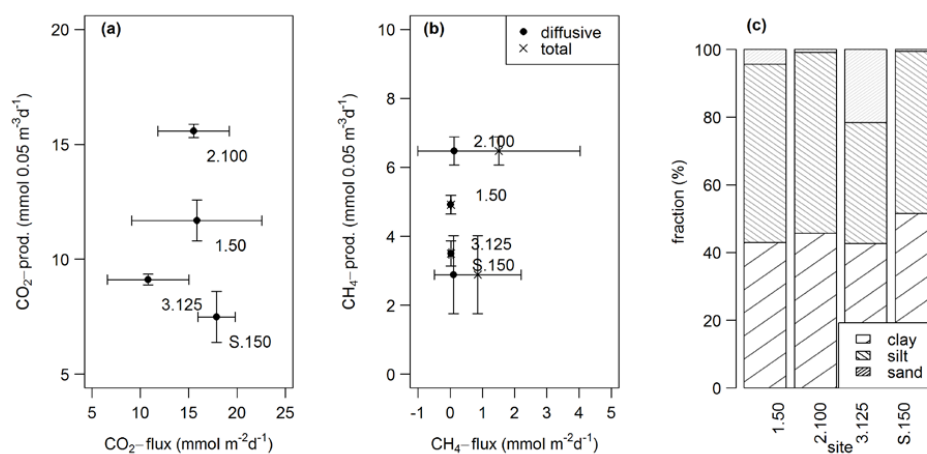 (a)
20
15
10
5
CO2−prod. (mmol 0.05 m-3d-1)
2.100
1.50
3.125
S.150
5 10 15 20 25
CO2−flux (mmol m-2d-1)
(b)
diffusive
total
10
8
6
4
2
0
CH4−prod. (mmol 0.05 m-3d-1)
2.100
1.50
3.125
S.150
-1 0 1 2 3 4 5
CH4−flux (mmol m-2d-1)
(c)
100
80
60
40
20
0
fraction (%)
clay
silt
sand
1.50
2.100
3.125
S.150
site